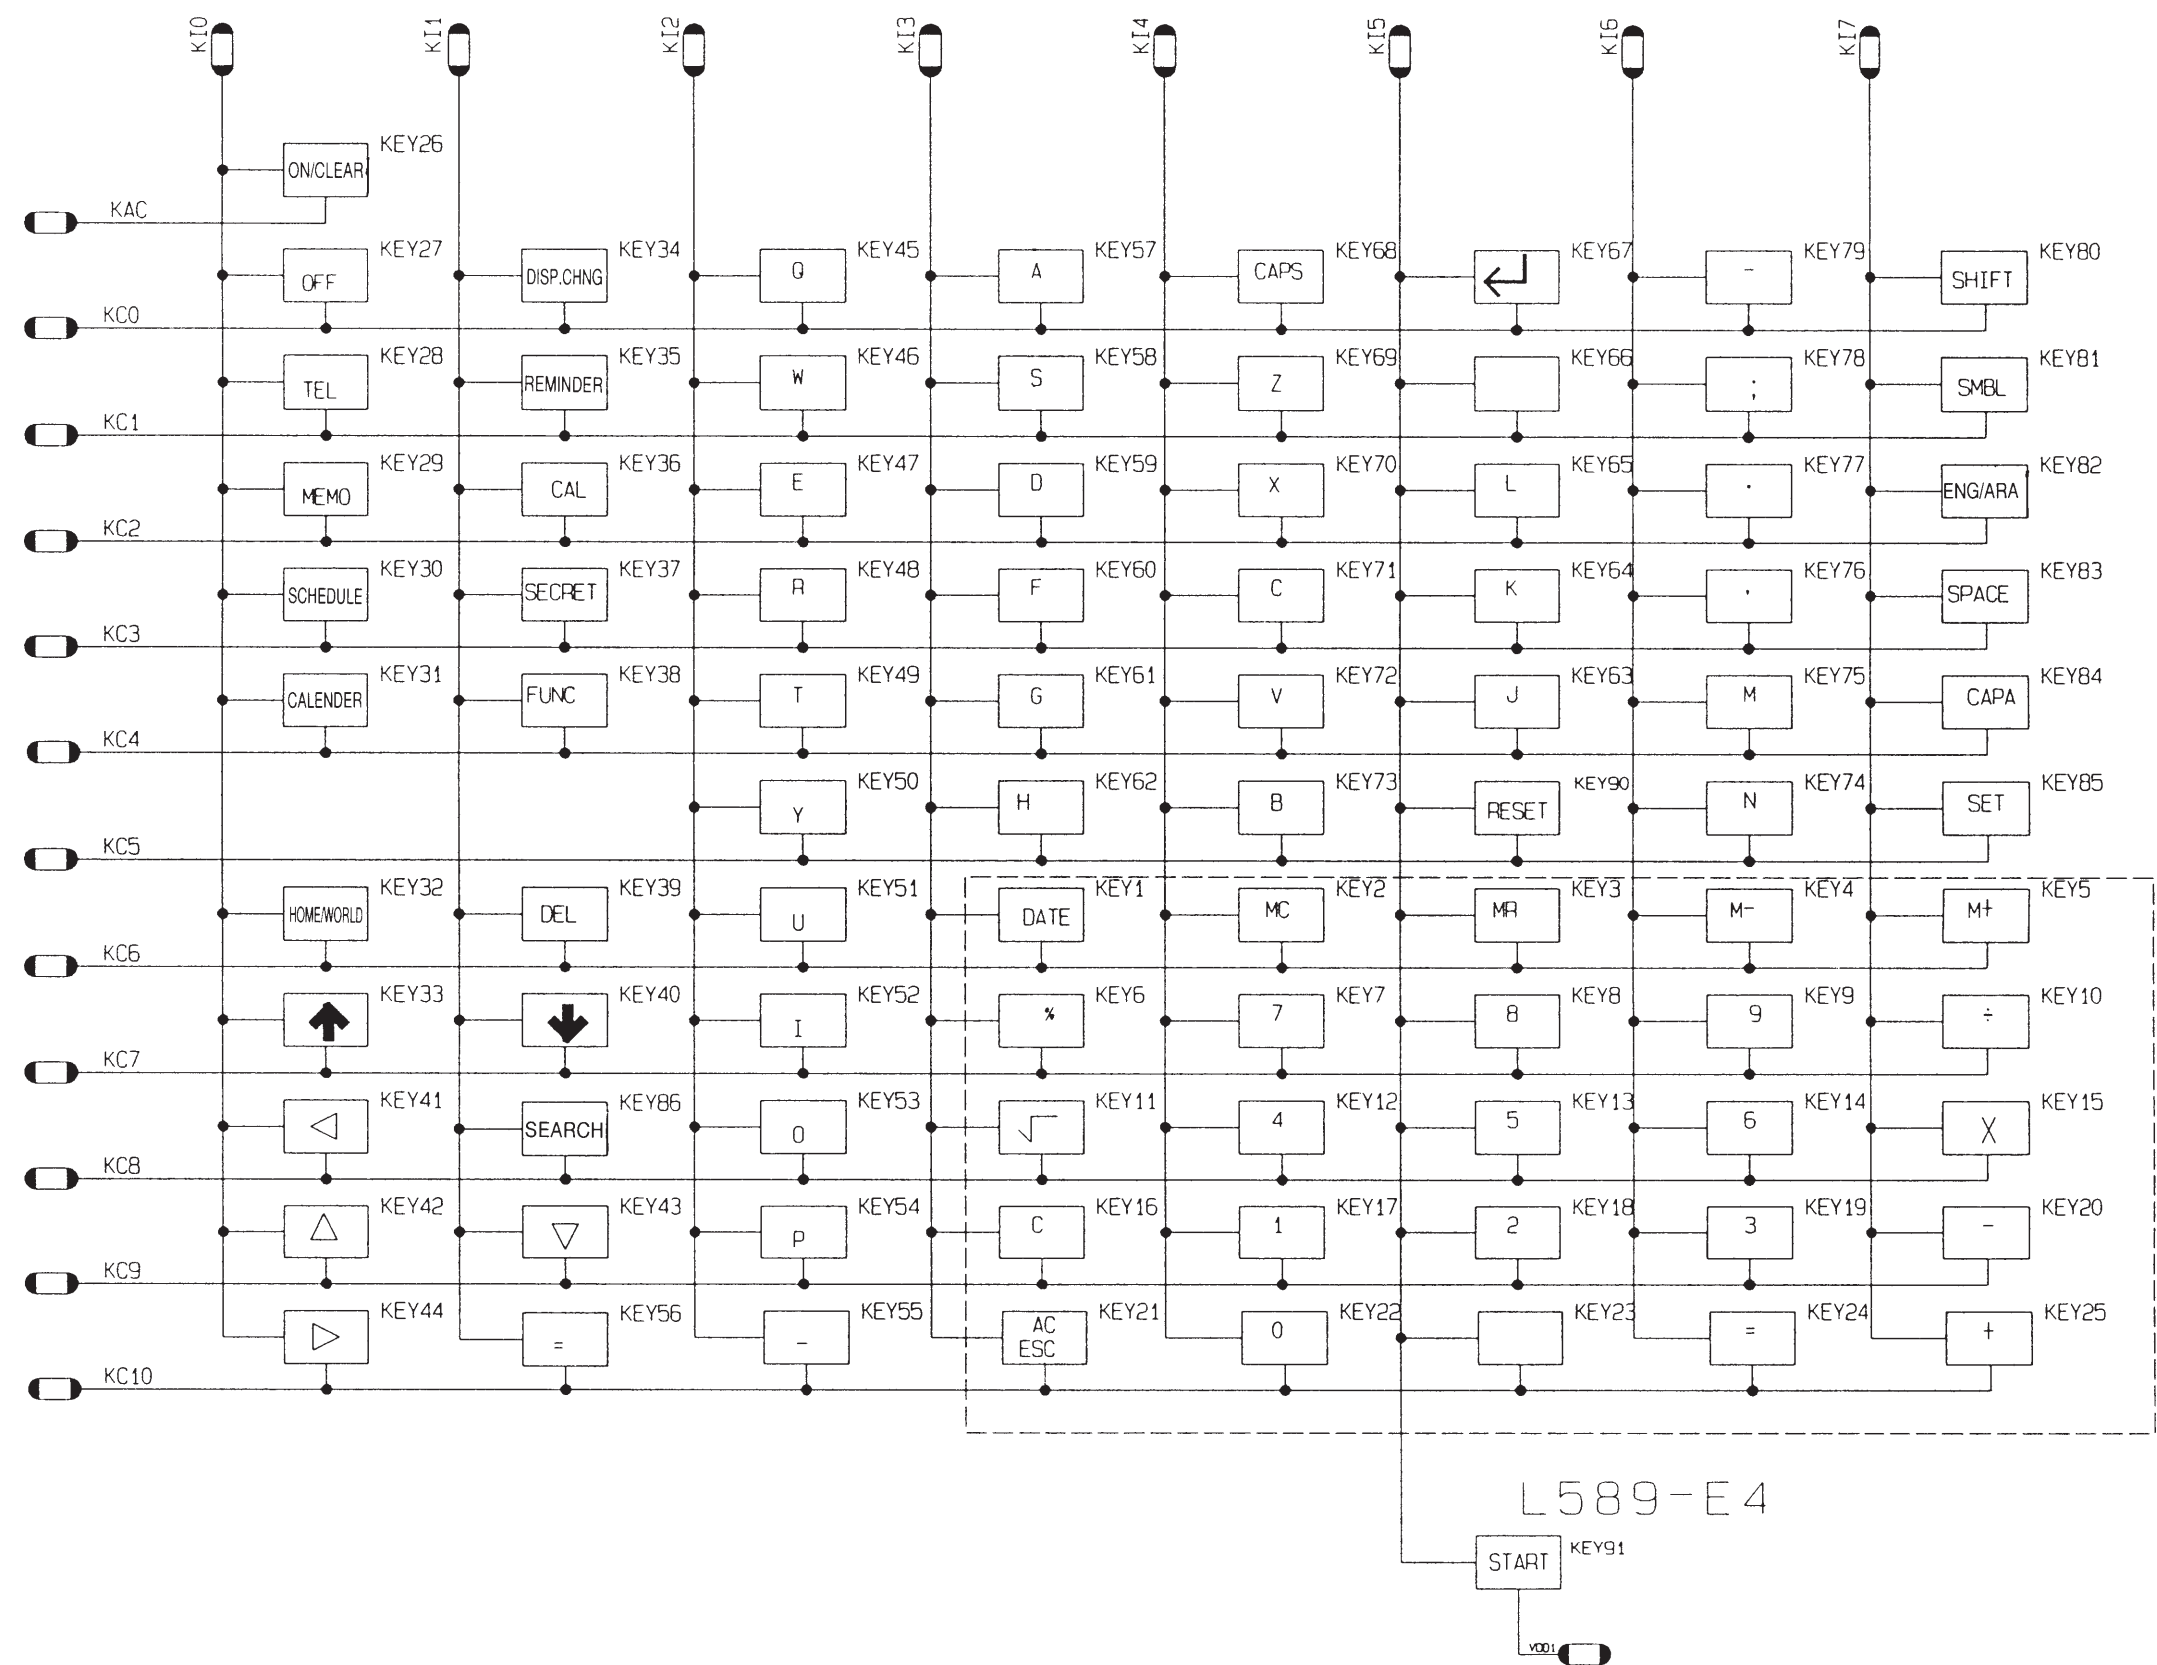 KI0 KI1 KI2 KI3 KI4 KI5 KI6 KI7
KEY26
ON/CLEAR
KAC
KEY27 KEY34 KEY45 KEY57 KEY68 KEY67 KEY79 KEY80
OFF DISP.CHNG Q A CAPS - SHIFT
KC0
KEY28 KEY35 KEY46 KEY58 KEY69 KEY66 KEY78 KEY81
TEL REMINDER W S Z ; SMBL
KC1
KEY29 KEY36 KEY47 KEY59 KEY70 KEY65 KEY77 KEY82
MEMO CAL E D X L . ENG/ARA
KC2
KEY30 KEY37 KEY48 KEY60 KEY71 KEY64 KEY76 KEY83
SCHEDULE SECRET R F C K , SPACE
KC3
KEY31 KEY38 KEY49 KEY61 KEY72 KEY63 KEY75 KEY84
CALENDER FUNC T G V J M CAPA
KC4
KEY50 KEY62 KEY73 KEY90 KEY74 KEY85
Y H B RESET N SET
KC5
KEY32 KEY39 KEY51 KEY1 KEY2 KEY3 KEY4 KEY5
HOME/WORLD DEL U DATE MC MR M- M+
KC6
KEY33 KEY40 KEY52 KEY6 KEY7 KEY8 KEY9 KEY10
I % 7 8 9 ÷
KC7
KEY41 KEY86 KEY53 KEY11 KEY12 KEY13 KEY14 KEY15
◁ SEARCH O √ 4 5 6 X
KC8
KEY42 KEY43 KEY54 KEY16 KEY17 KEY18 KEY19 KEY20
△ ▽ P C 1 2 3 -
KC9
KEY44 KEY56 KEY55 KEY21 KEY22 KEY23 KEY24 KEY25
▷ = - AC ESC 0 = +
KC10
L589-E4
KEY91
START
VDD1